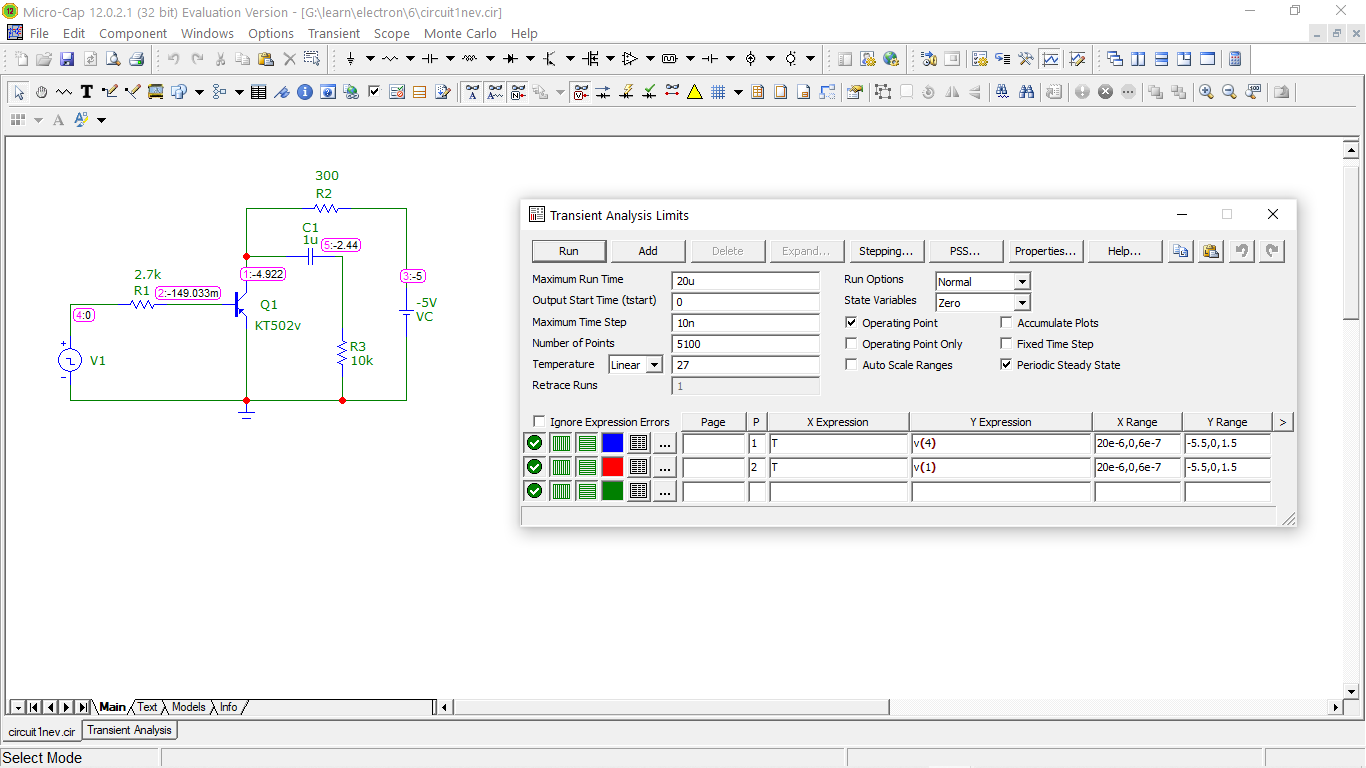 Micro-Cap 12.0.2.1 (32 bit) Evaluation Version - [G:\learn\electron\6\circuit1nev.cir]
File Edit Component Windows Options Transient Scope Monte Carlo Help
300
R2
C1
1u
5:-2.44
1:-4.922
3:-5
2.7k
R1
2:-149.033m
Q1
KT502v
4:0
-5V
VC
V1
R3
10k
Transient Analysis Limits
Run Add Delete Expand... Stepping... PSS... Properties... Help...
Maximum Run Time 20u Run Options Normal
Output Start Time (tstart) 0 State Variables Zero
Maximum Time Step 10n Operating Point Accumulate Plots
Number of Points 5100 Operating Point Only Fixed Time Step
Temperature Linear 27 Auto Scale Ranges Periodic Steady State
Retrace Runs 1
Ignore Expression Errors Page P X Expression Y Expression X Range Y Range >
... 1 T v(4) 20e-6,0,6e-7 -5.5,0,1.5
... 2 T v(1) 20e-6,0,6e-7 -5.5,0,1.5
...
Main Text Models Info
circuit1nev.cir Transient Analysis
Select Mode